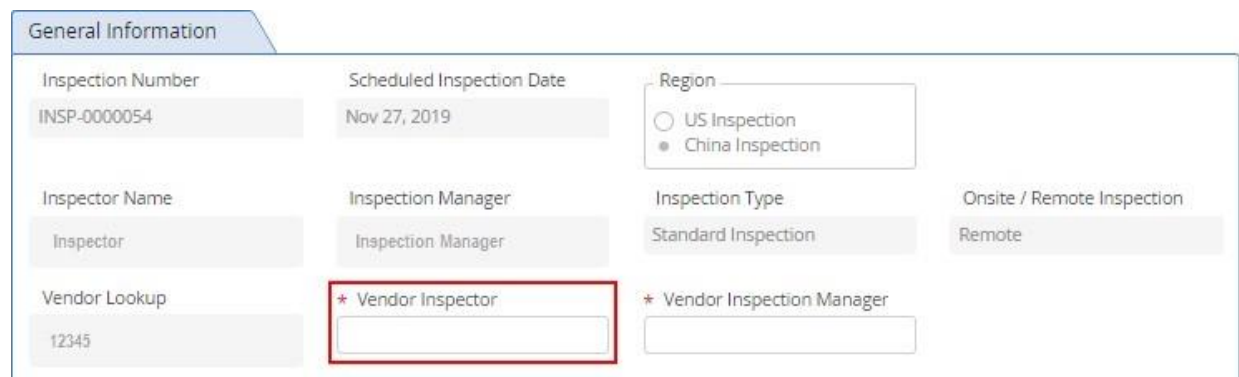 General Information
Inspection Number
Scheduled Inspection Date
Region
INSP-0000054
Nov 27, 2019
US Inspection
China Inspection
Inspector Name
Inspection Manager
Inspection Type
Onsite / Remote Inspection
Inspector
Inspection Manager
Standard Inspection
Remote
Vendor Lookup
* Vendor Inspector
* Vendor Inspection Manager
12345